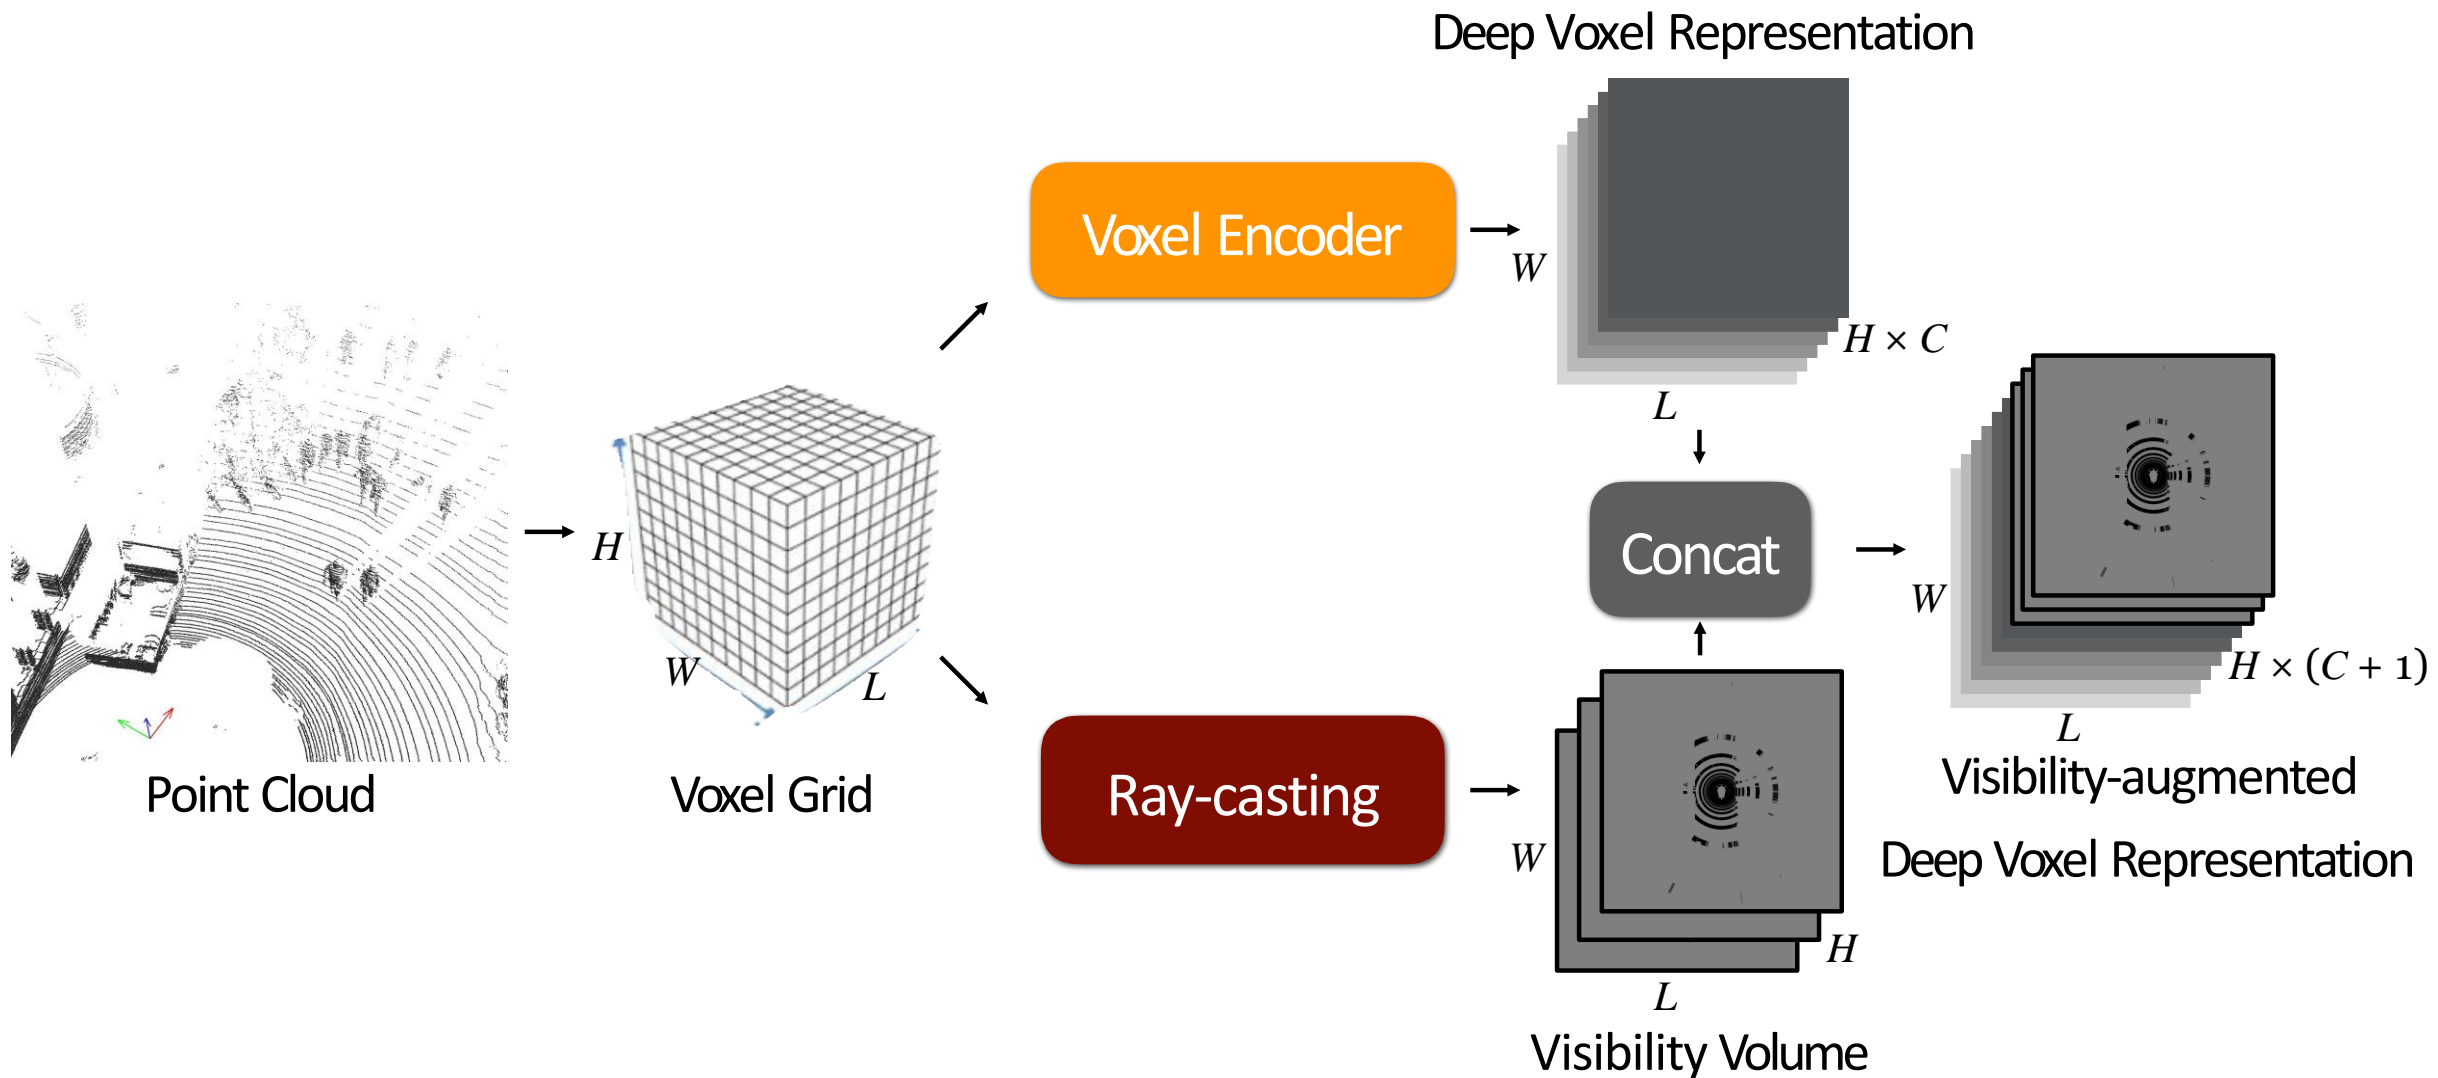 Deep Voxel Representation
Voxel Encoder
W
H × C
L
Point Cloud
H
W
L
Voxel Grid
Concat
W
H × (C + 1)
L
Visibility-augmented
Deep Voxel Representation
Ray-casting
W
H
L
Visibility Volume